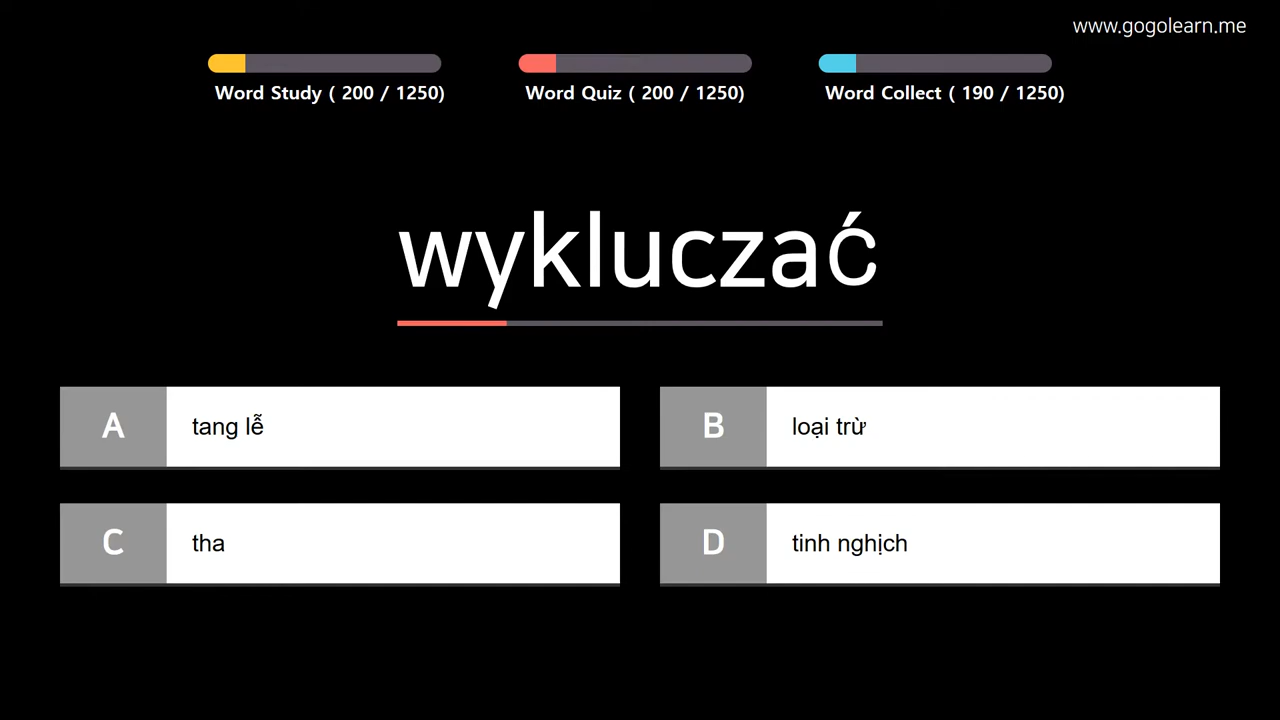 www.gogolearn.me
Word Study ( 200 / 1250)
Word Quiz ( 200 / 1250)
Word Collect ( 190 / 1250)
wykluczać
A tang lễ
B loại trừ
C tha
D tinh nghịch